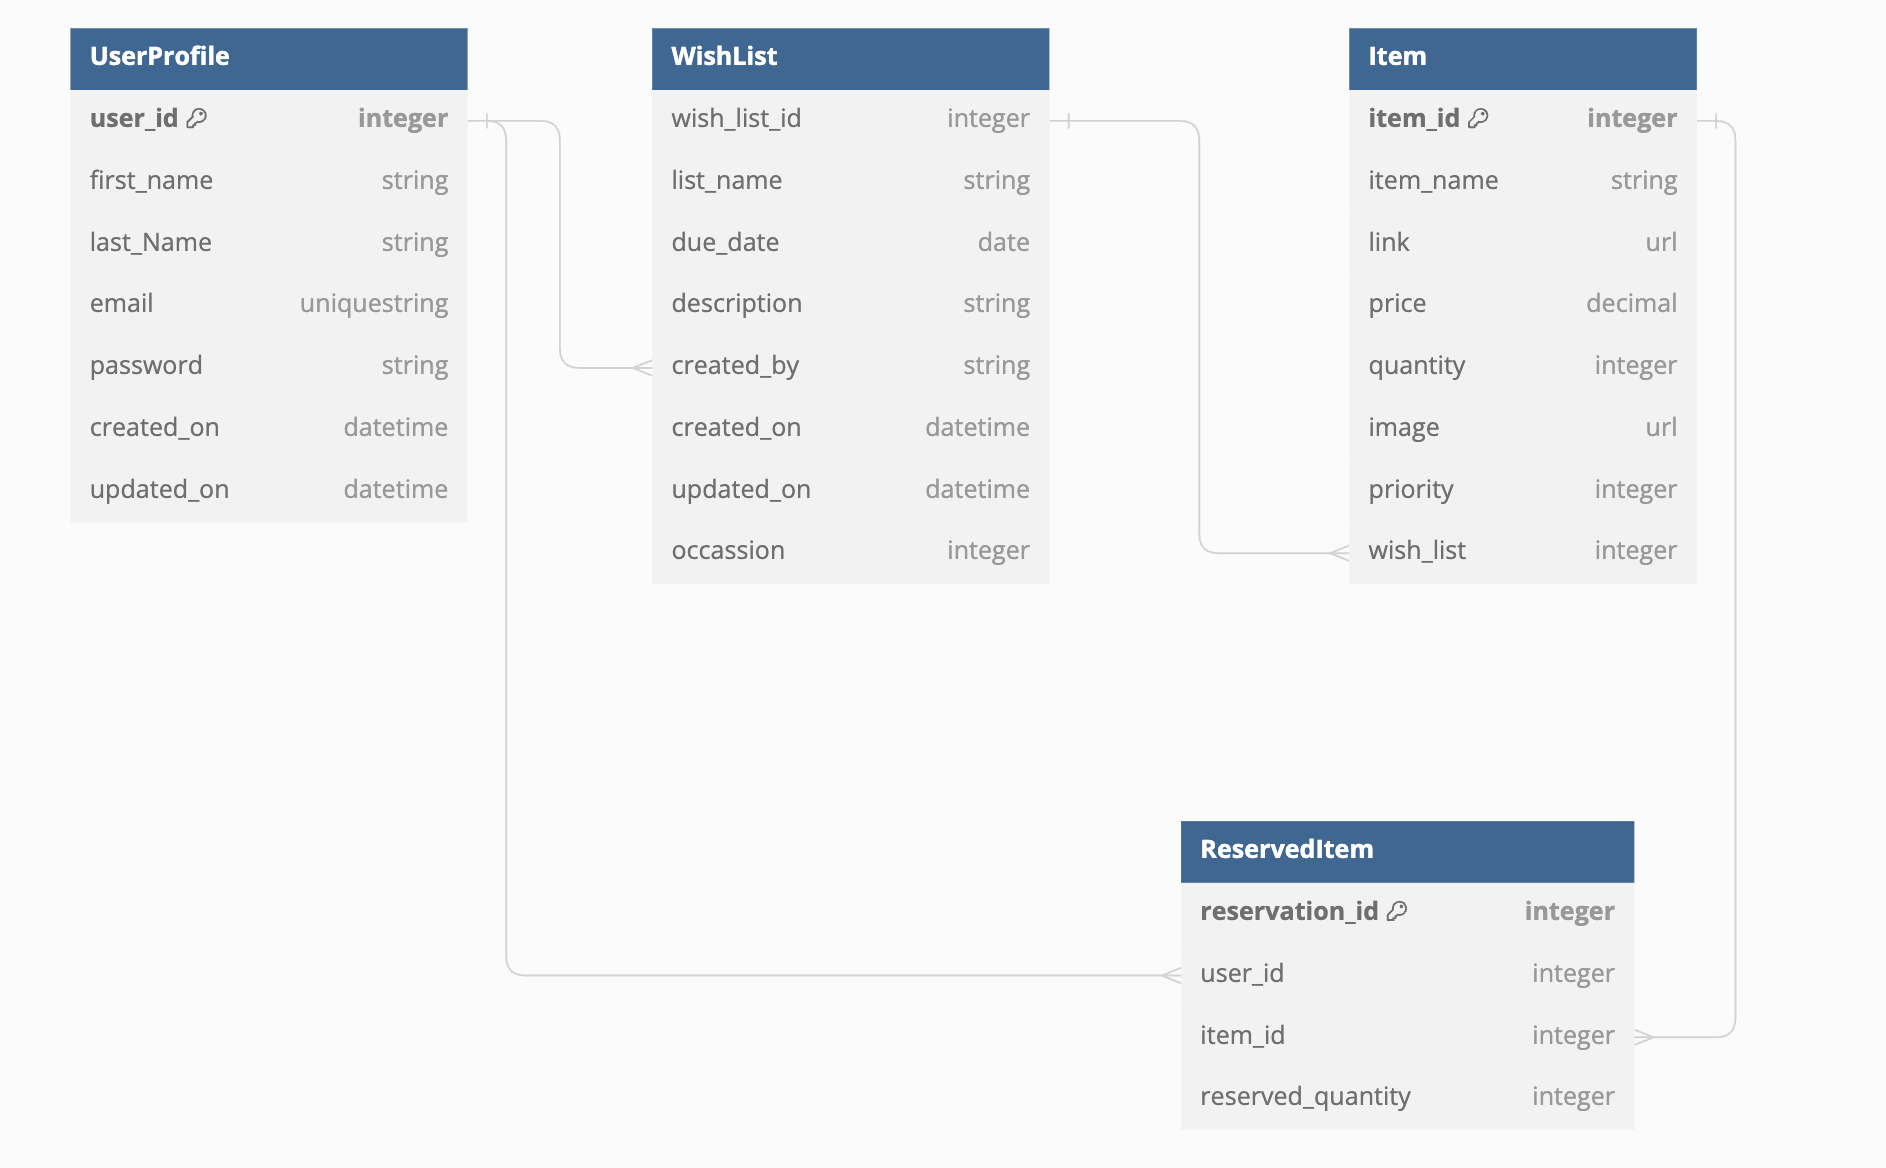 UserProfile
user_id integer
first_name string
last_Name string
email uniquestring
password string
created_on datetime
updated_on datetime
WishList
wish_list_id integer
list_name string
due_date date
description string
created_by string
created_on datetime
updated_on datetime
occassion integer
Item
item_id integer
item_name string
link url
price decimal
quantity integer
image url
priority integer
wish_list integer
ReservedItem
reservation_id integer
user_id integer
item_id integer
reserved_quantity integer